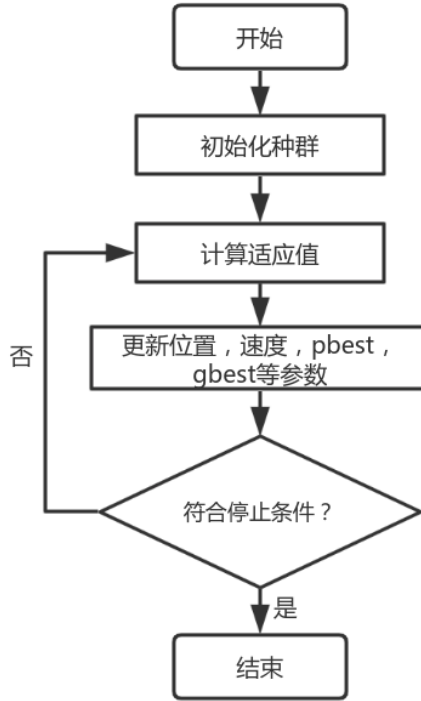 开始
初始化种群
计算适应值
更新位置，速度，pbest，
gbest等参数
否
符合停止条件？
是
结束